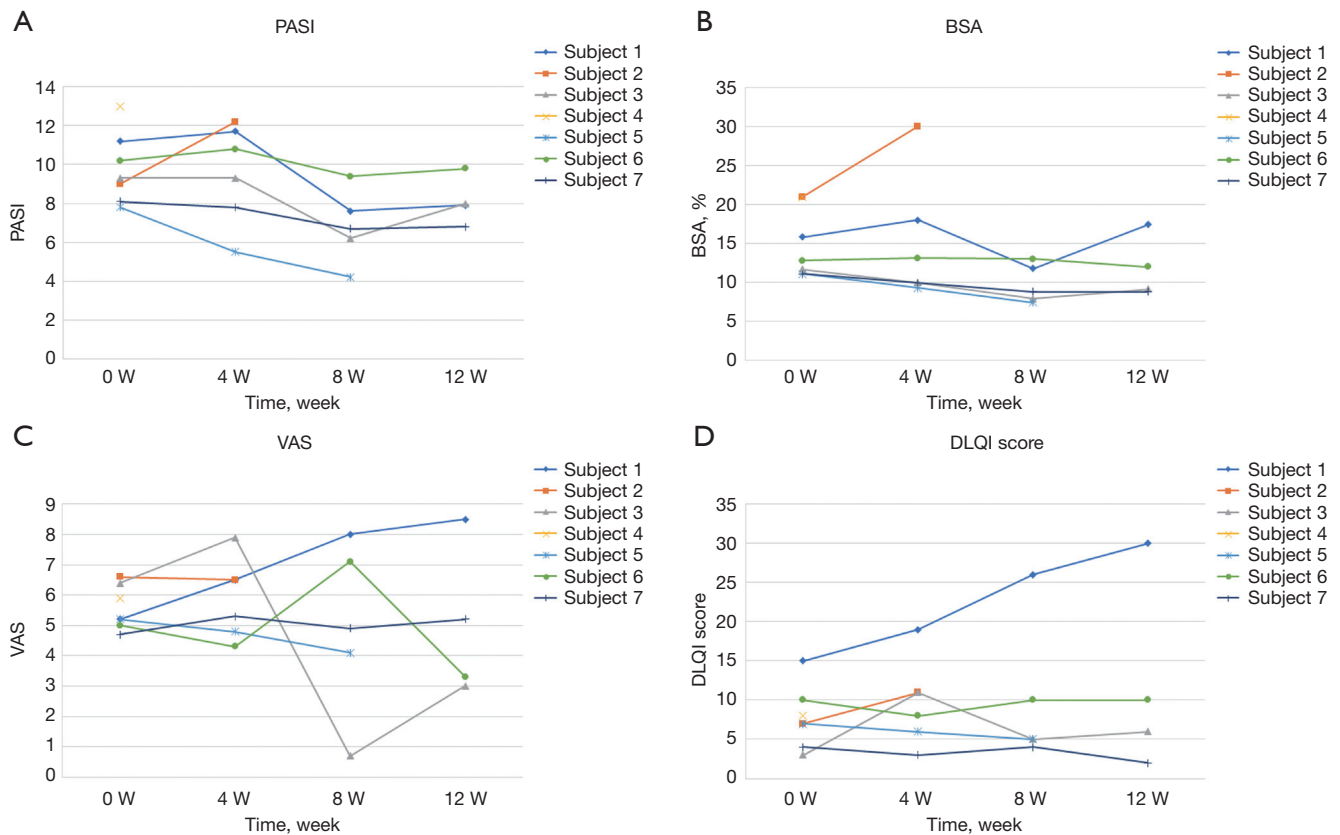 A
PASI
Subject 1
Subject 2
Subject 3
Subject 4
Subject 5
Subject 6
Subject 7
14
12
10
8
6
4
2
0
PASI
0 W 4 W 8 W 12 W
Time, week
B
BSA
Subject 1
Subject 2
Subject 3
Subject 4
Subject 5
Subject 6
Subject 7
35
30
25
20
15
10
5
0
BSA, %
0 W 4 W 8 W 12 W
Time, week
C
VAS
Subject 1
Subject 2
Subject 3
Subject 4
Subject 5
Subject 6
Subject 7
9
8
7
6
5
4
3
2
1
0
VAS
0 W 4 W 8 W 12 W
Time, week
D
DLQI score
Subject 1
Subject 2
Subject 3
Subject 4
Subject 5
Subject 6
Subject 7
35
30
25
20
15
10
5
0
DLQI score
0 W 4 W 8 W 12 W
Time, week